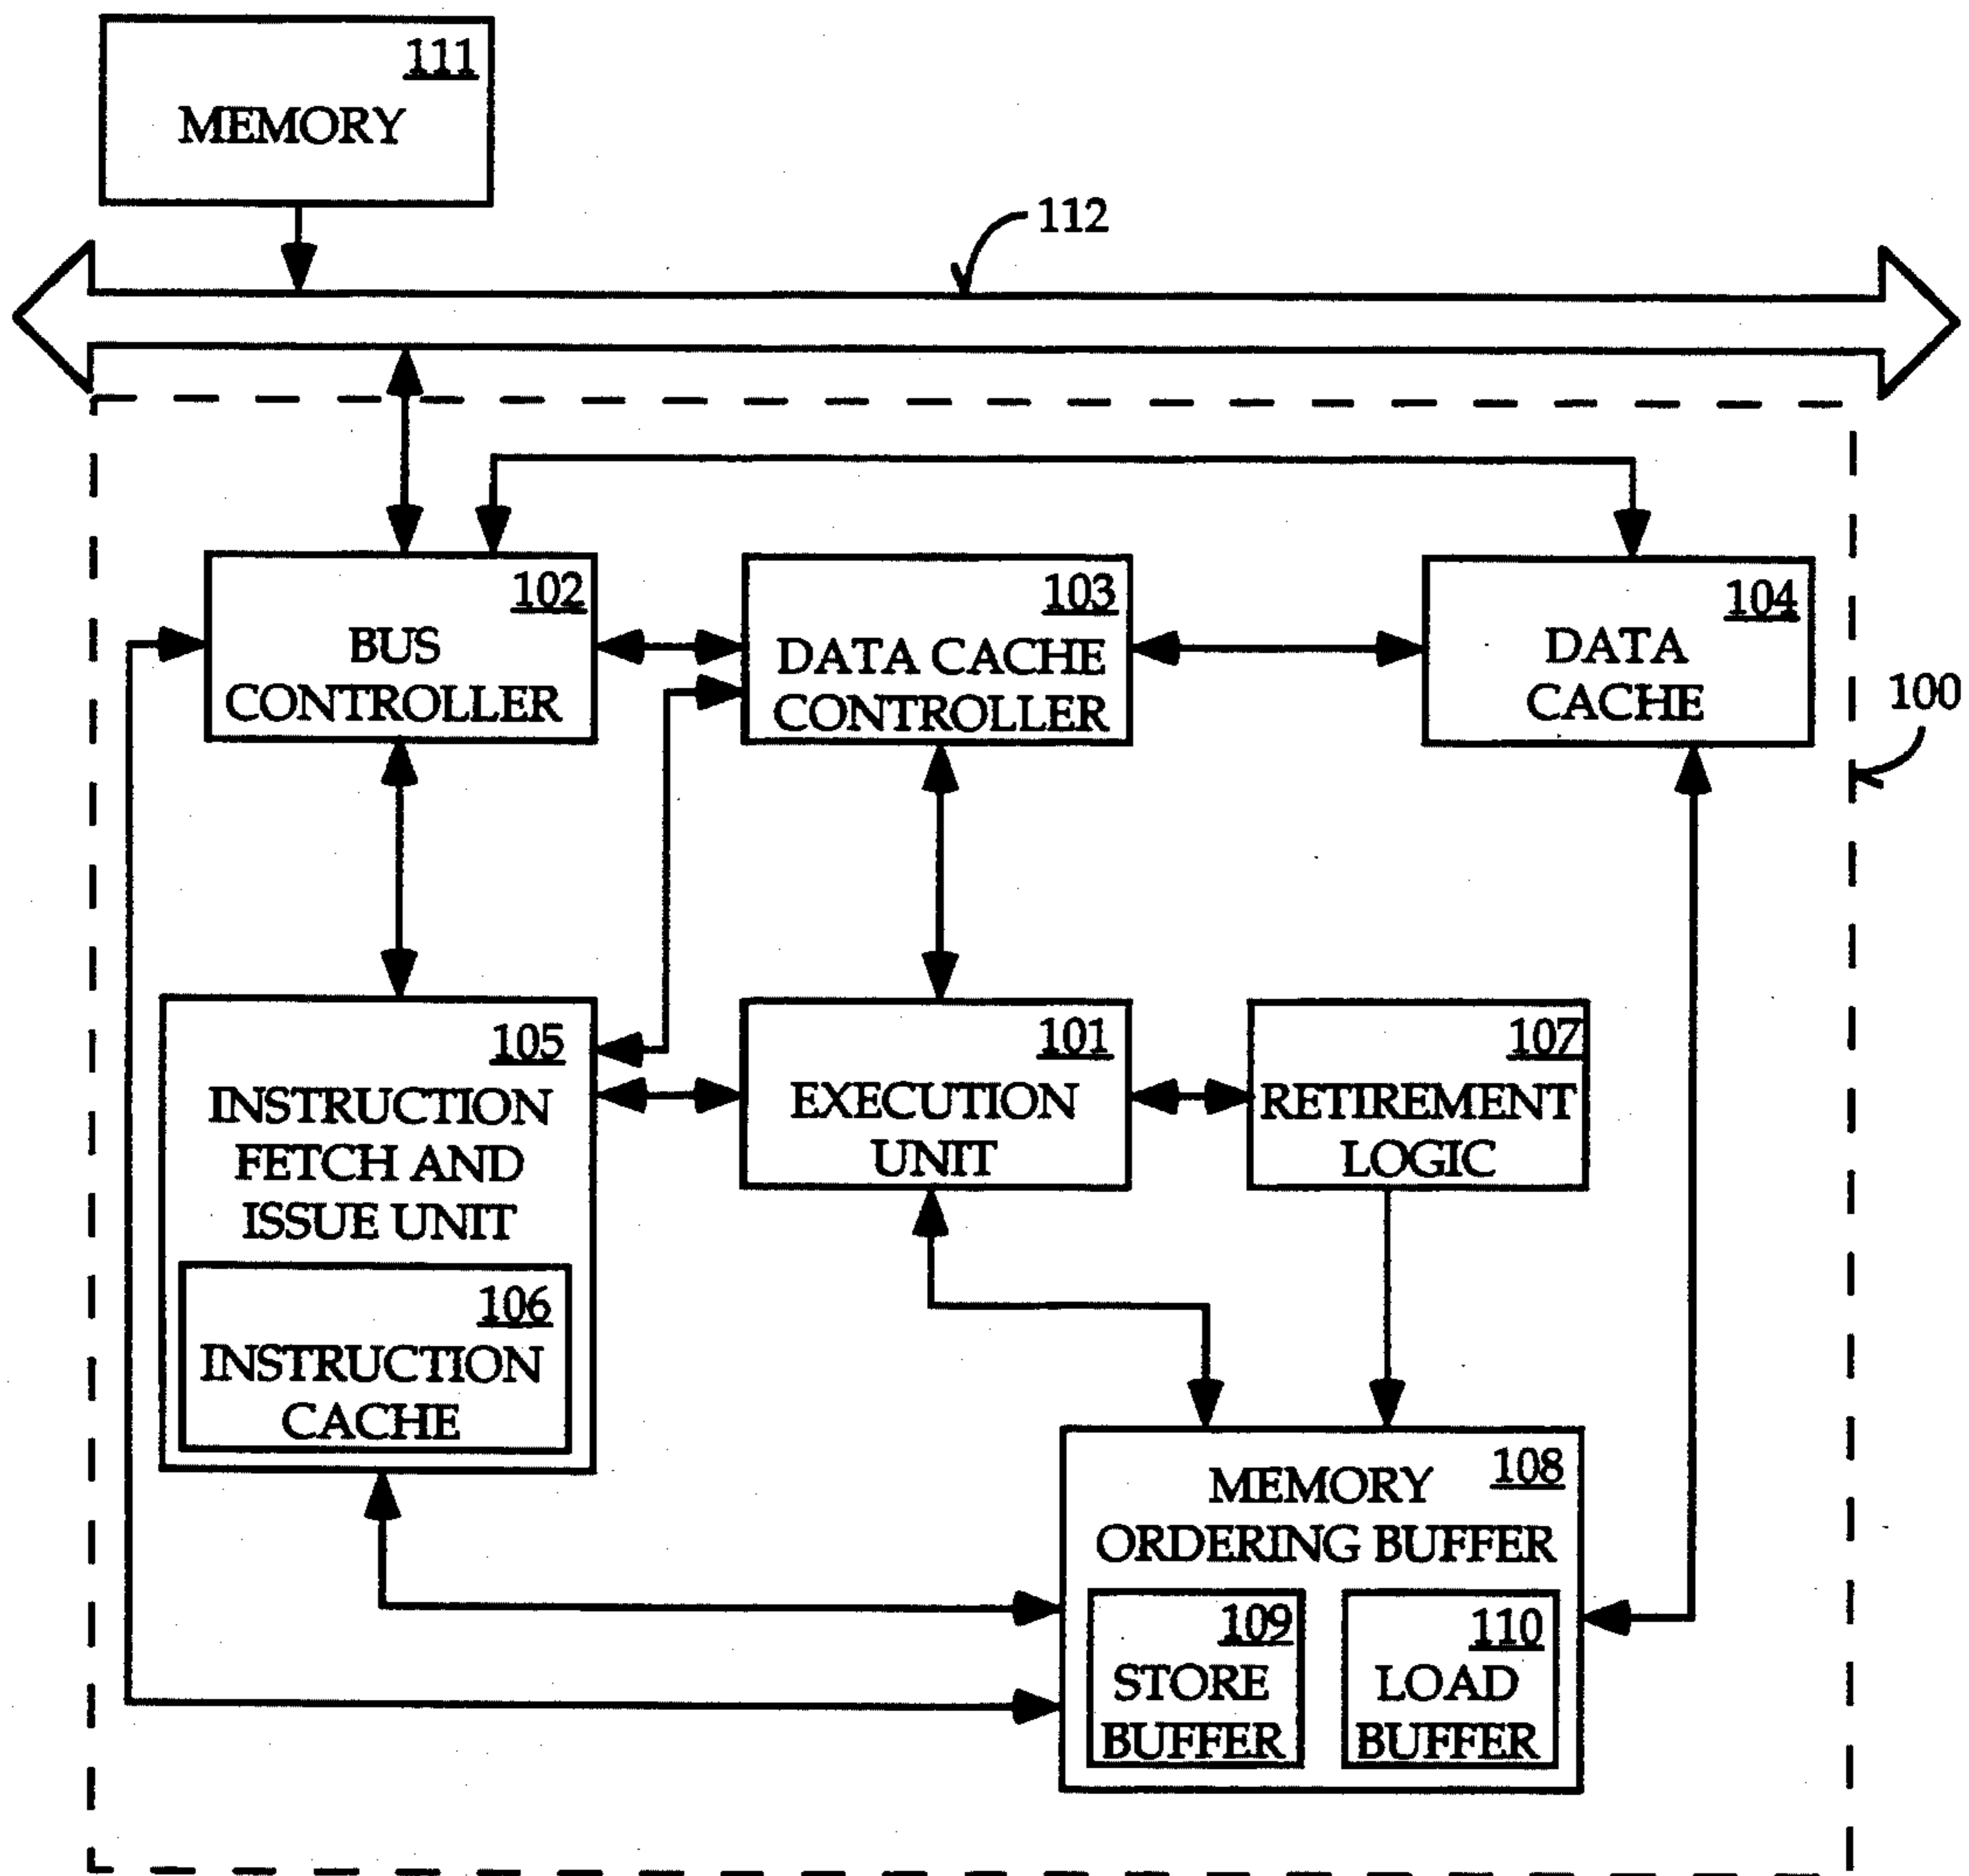 111
MEMORY
112
102
BUS
CONTROLLER
103
DATA CACHE
CONTROLLER
104
DATA
CACHE
100
105
INSTRUCTION
FETCH AND
ISSUE UNIT
106
INSTRUCTION
CACHE
101
EXECUTION
UNIT
107
RETIREMENT
LOGIC
108
MEMORY
ORDERING BUFFER
109
STORE
BUFFER
110
LOAD
BUFFER